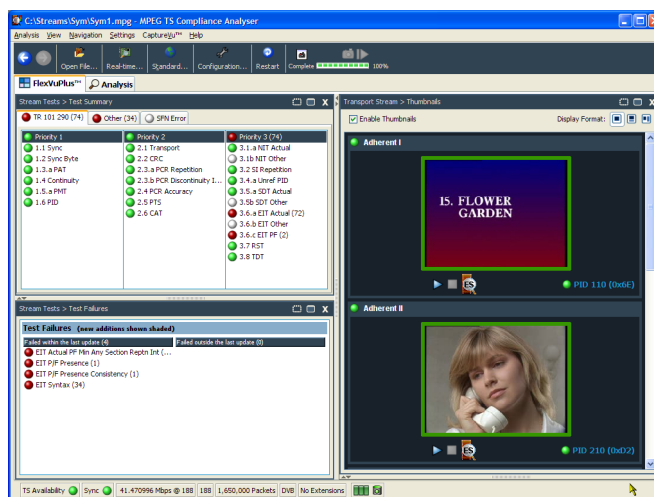 C:\Streams\Sym\Sym1.mpg - MPEG TS Compliance Analyser
Analysis View Navigation Settings CaptureVu™ Help
Open File... Real-time... Standard... Configuration... Restart Complete 100%
FlexVuPlus™ Analysis
Stream Tests > Test Summary
TR 101 290 (74) Other (34) SFN Error
Priority 1
1.1 Sync
1.2 Sync Byte
1.3.a PAT
1.4 Continuity
1.5.a PMT
1.6 PID
Priority 2
2.1 Transport
2.2 CRC
2.3.a PCR Repetition
2.3.b PCR Discontinuity I...
2.4 PCR Accuracy
2.5 PTS
2.6 CAT
Priority 3 (74)
3.1.a NIT Actual
3.1b NIT Other
3.2 SI Repetition
3.4.a Unref PID
3.5.a SDT Actual
3.5b SDT Other
3.6.a EIT Actual (72)
3.6.b EIT Other
3.6.c EIT PF (2)
3.7 RST
3.8 TDT
Stream Tests > Test Failures
Test Failures (new additions shown shaded)
Failed within the last update (4) Failed outside the last update (0)
EIT Actual PF Min Any Section Reptn Int (...
EIT P/F Presence (1)
EIT P/F Presence Consistency (1)
EIT Syntax (34)
Transport Stream > Thumbnails
Enable Thumbnails Display Format:
Adherent I
15. FLOWER
GARDEN
ES PID 110 (0x6E)
Adherent II
ES PID 210 (0xD2)
TS Availability Sync 41.470996 Mbps @ 188 188 1,650,000 Packets DVB No Extensions